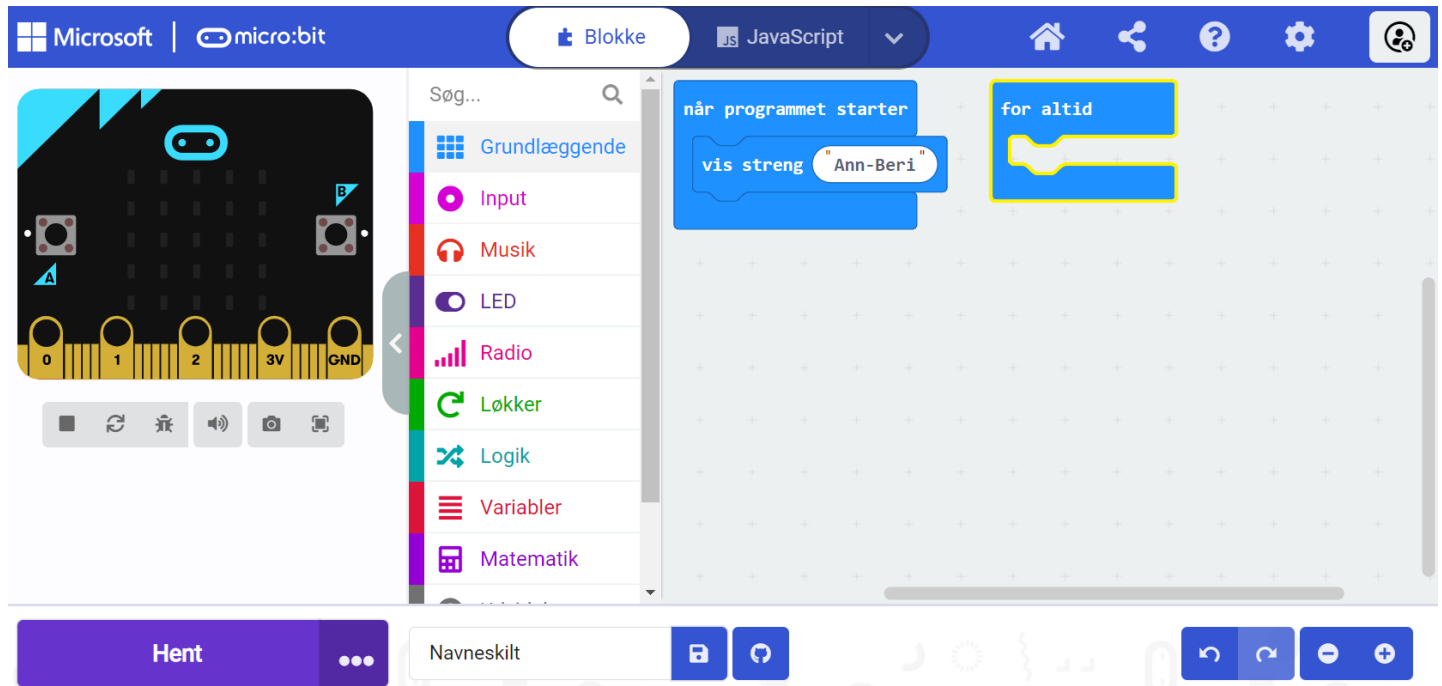 Microsoft micro:bit Blokke JS JavaScript
Søg...
Grundlæggende
Input
Musik
LED
Radio
Løkker
Logik
Variabler
Matematik
når programmet starter
vis streng "Ann-Beri"
for altid
B
A
0 1 2 3V GND
Hent
Navneskilt